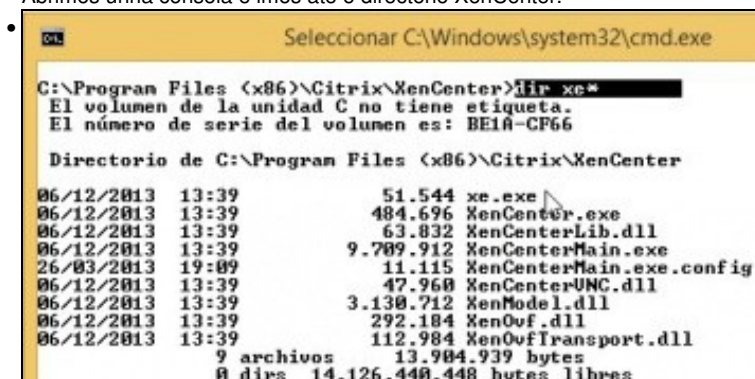 Abrimos unha consola e imos ató o directorio XenCenter.
Seleccionar C:\Windows\system32\cmd.exe
C:\Program Files (x86)\Citrix\XenCenter>dir xe*
El volumen de la unidad C no tiene etiqueta.
El número de serie del volumen es: BE1A-CF66
Directorio de C:\Program Files (x86)\Citrix\XenCenter
06/12/2013 13:39 51.544 xe.exe
06/12/2013 13:39 484.696 XenCenter.exe
06/12/2013 13:39 63.832 XenCenterLib.dll
06/12/2013 13:39 9.709.912 XenCenterMain.exe
26/03/2013 19:09 11.115 XenCenterMain.exe.config
06/12/2013 13:39 47.960 XenCenterVNC.dll
06/12/2013 13:39 3.130.712 XenModel.dll
06/12/2013 13:39 292.184 XenOvf.dll
06/12/2013 13:39 112.984 XenOvfTransport.dll
9 archivos 13.904.939 bytes
0 dirs 14.126.440.448 bytes libres